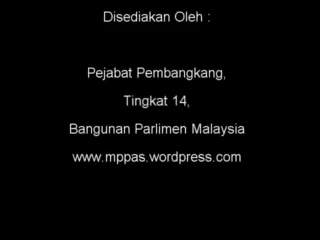 Disediakan Oleh :
Pejabat Pembangkang,
Tingkat 14,
Bangunan Parlimen Malaysia
www.mppas.wordpress.com